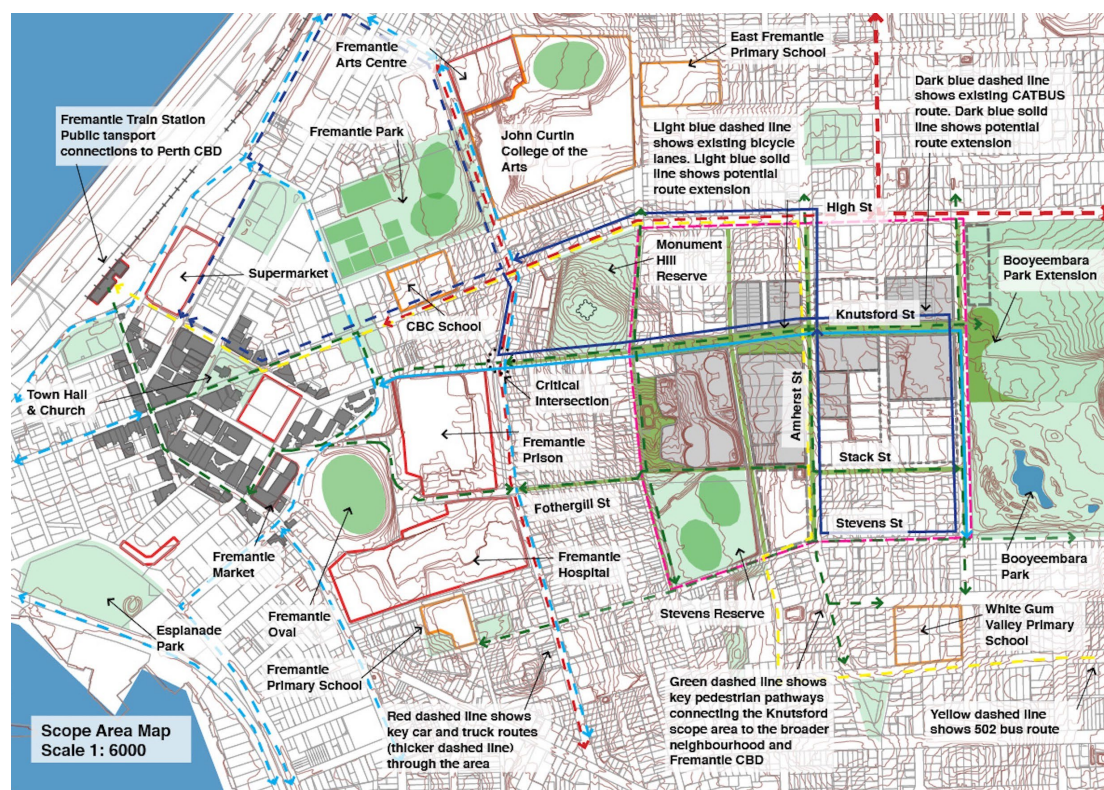 Fremantle
Arts Centre
East Fremantle
Primary School
Dark blue dashed line
shows existing CATBUS
route. Dark blue solid
line shows potential
route extension
Fremantle Train Station
Public tansport
connections to Perth CBD
Fremantle Park
John Curtin
College of the
Arts
Light blue dashed line
shows existing bicycle
lanes. Light blue solid
line shows potential
route extension
High St
Monument
Hill
Reserve
Booyeembara
Park Extension
Supermarket
CBC School
Knutsford St
Town Hall
& Church
Critical
Intersection
Amherst St
Fremantle
Prison
Stack St
Fothergill St
Stevens St
Fremantle
Market
Fremantle
Hospital
Booyeembara
Park
Stevens Reserve
Esplanade
Park
Fremantle
Oval
White Gum
Valley Primary
School
Fremantle
Primary School
Green dashed line shows
key pedestrian pathways
connecting the Knutsford
scope area to the broader
neighbourhood and
Fremantle CBD
Red dashed line shows
key car and truck routes
(thicker dashed line)
through the area
Yellow dashed line
shows 502 bus route
Scope Area Map
Scale 1: 6000